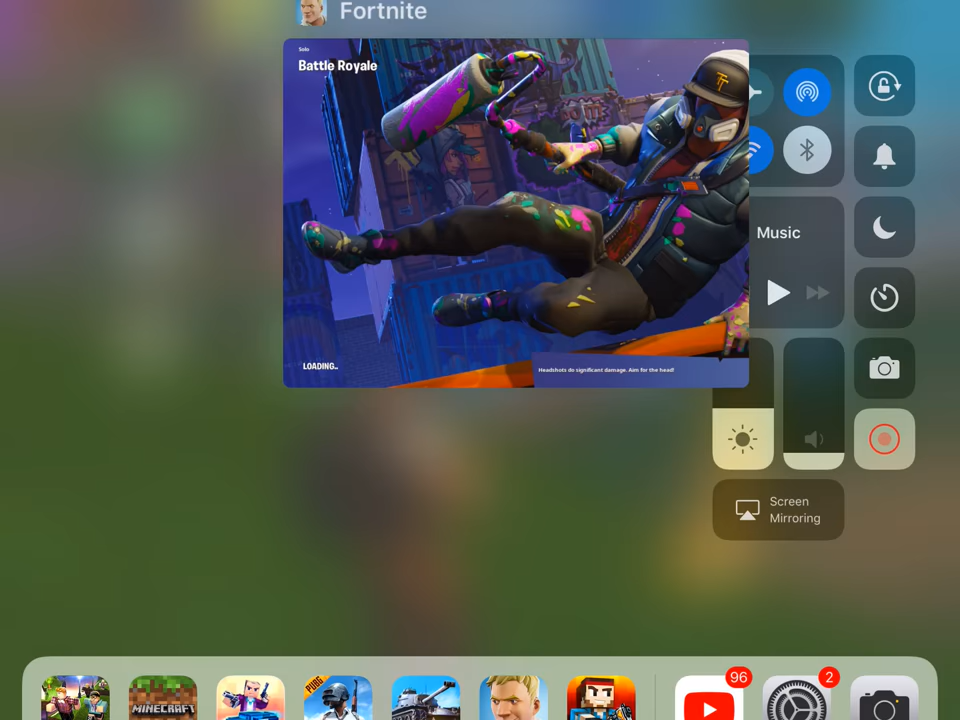 Fortnite
Solo
Battle Royale
TT
Music
LOADING..
Headshots do significant damage. Aim for the head!
Screen
Mirroring
96
2
PUBG
MINECRAFT